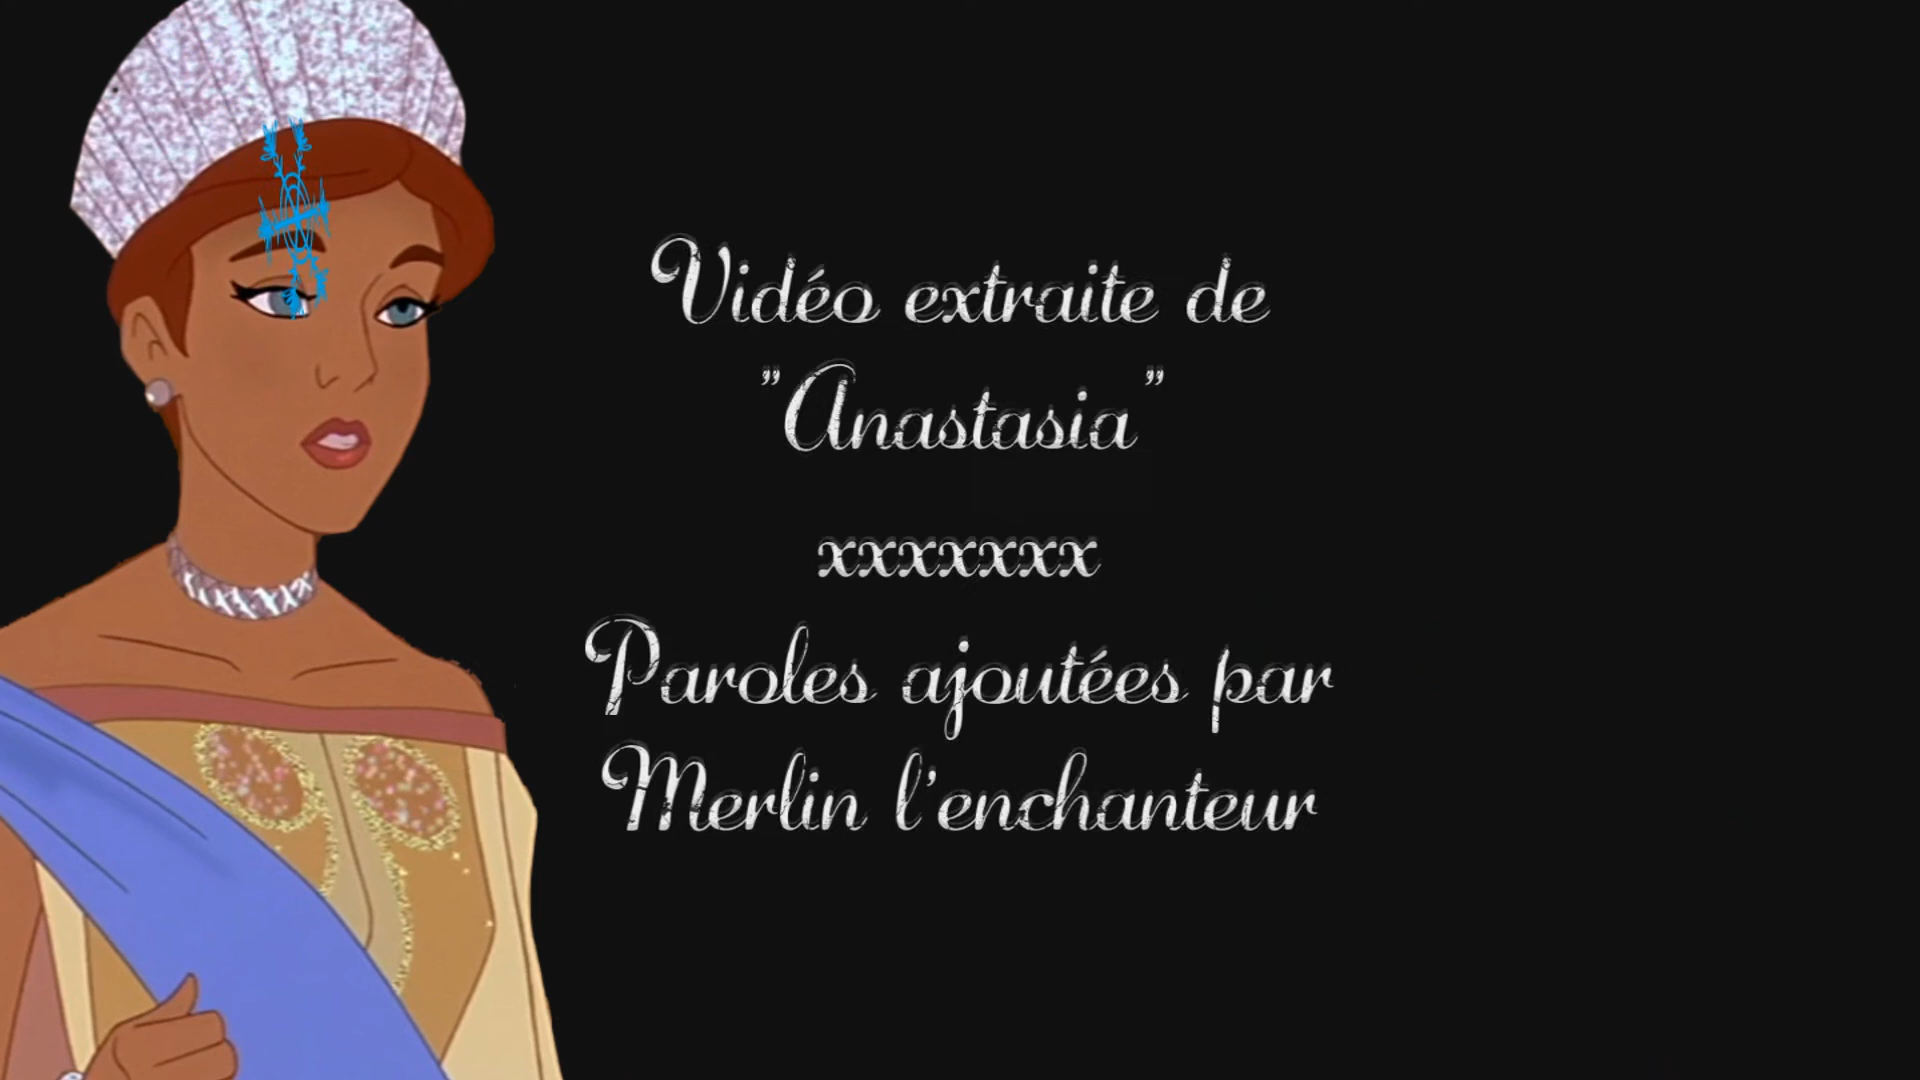 Vidéo extraite de
"Anastasia"
xxxxxxx
Paroles ajoutées par
Merlin l'enchanteur